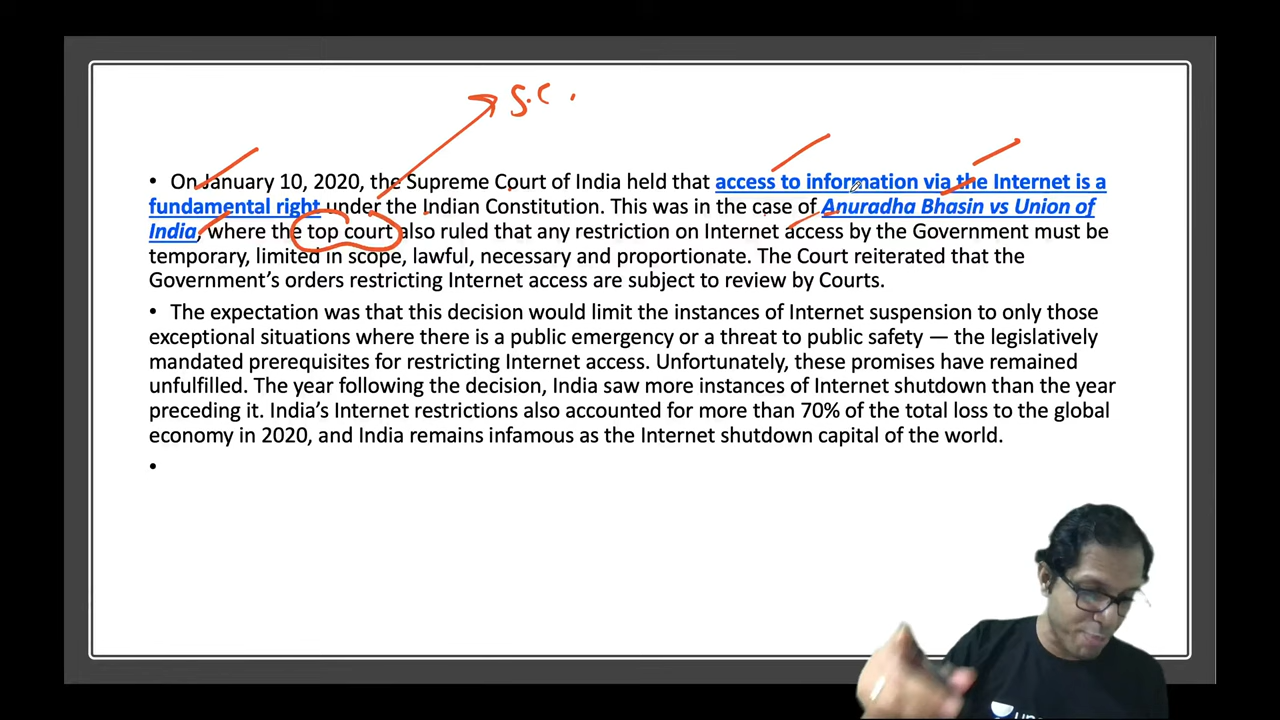 S.C.
• On January 10, 2020, the Supreme Court of India held that access to information via the Internet is a
fundamental right under the Indian Constitution. This was in the case of Anuradha Bhasin vs Union of
India, where the top court also ruled that any restriction on Internet access by the Government must be
temporary, limited in scope, lawful, necessary and proportionate. The Court reiterated that the
Government’s orders restricting Internet access are subject to review by Courts.
• The expectation was that this decision would limit the instances of Internet suspension to only those
exceptional situations where there is a public emergency or a threat to public safety — the legislatively
mandated prerequisites for restricting Internet access. Unfortunately, these promises have remained
unfulfilled. The year following the decision, India saw more instances of Internet shutdown than the year
preceding it. India’s Internet restrictions also accounted for more than 70% of the total loss to the global
economy in 2020, and India remains infamous as the Internet shutdown capital of the world.
•